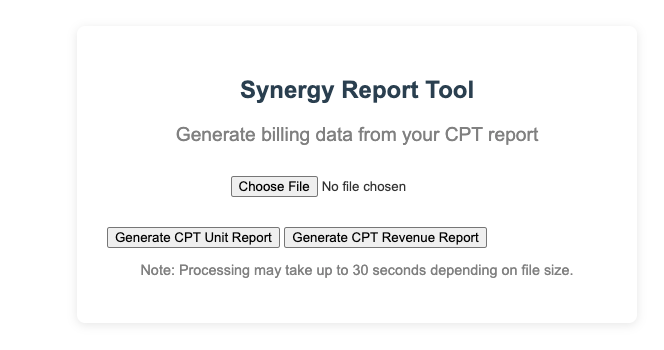 Synergy Report Tool
Generate billing data from your CPT report
Choose File No file chosen
Generate CPT Unit Report Generate CPT Revenue Report
Note: Processing may take up to 30 seconds depending on file size.